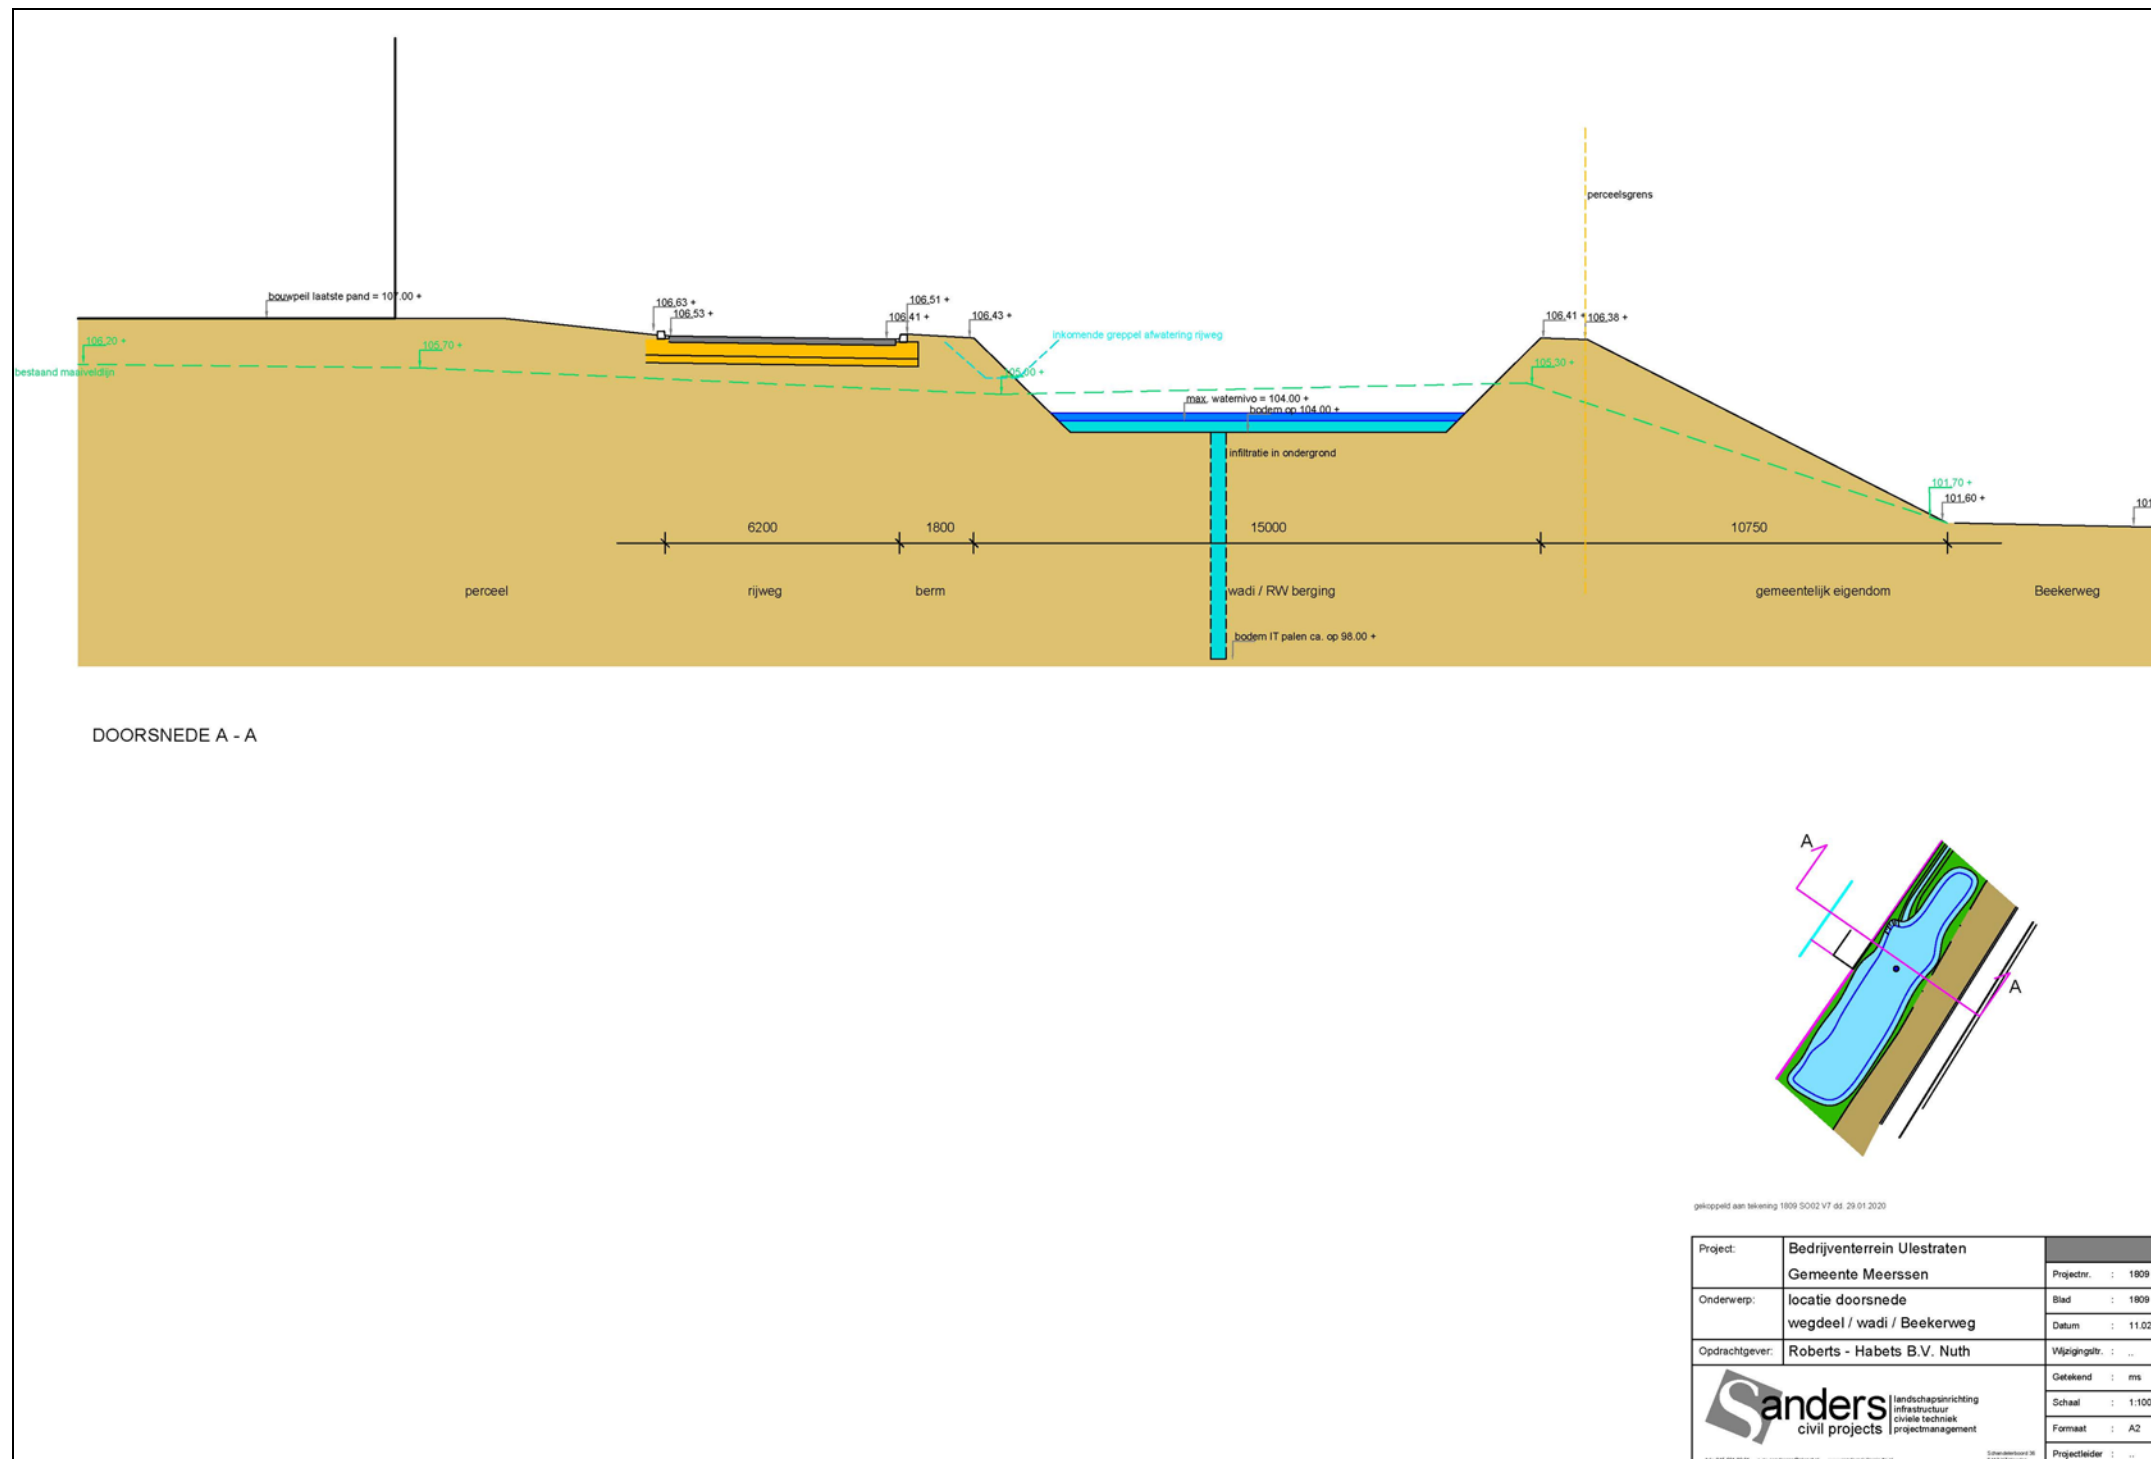 perceelsgrens
bouwpeil laatste pand = 107.00 +
106,63 +
106,53 +
106,51 +
106,41 +
106,43 +
106,41 +
106,38 +
inkomende greppel afwatering rijweg
106,20 +
105,70 +
105,00 +
105,30 +
bestaand maaiveldlijn
max. waternivo = 104.00 +
bodem op 104.00 +
infiltratie in ondergrond
101,70 +
101,60 +
101
6200
1800
15000
10750
perceel
rijweg
berm
wadi / RW berging
gemeentelijk eigendom
Beekerweg
bodem IT palen ca. op 98.00 +
DOORSNEDE A - A
A
A
gekoppeld aan tekening 1809 SO02 V7 dd. 29.01.2020
Project: Bedrijventerrein Ulestraten
Gemeente Meerssen
Projectnr. : 1809
Onderwerp: locatie doorsnede
Blad : 1809
wegdeel / wadi / Beekerweg
Datum : 11.02
Opdrachtgever: Roberts - Habets B.V. Nuth
Wijzigingsltr. : ..
Getekend : ms
Schaal : 1:100
Formaat : A2
Projectleider : ..
Sanders
civil projects
landschapsinrichting
infrastructuur
civiele techniek
projectmanagement